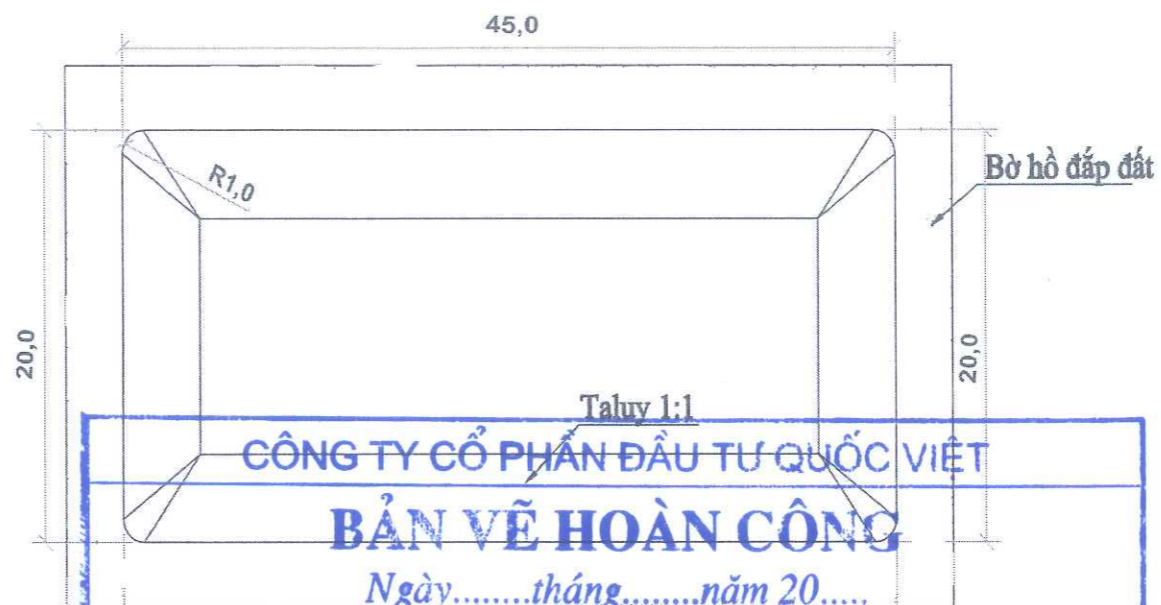 45,0
R1,0
Bờ hồ đắp đất
20,0
20,0
Taluy 1:1
CÔNG TY CỔ PHẦN ĐẦU TƯ QUỐC VIỆT
BẢN VẼ HOÀN CÔNG
Ngày........tháng........năm 20.....